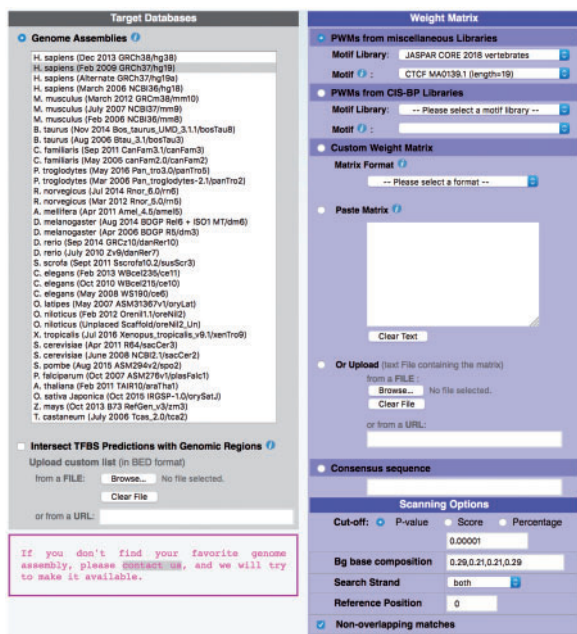 Target Databases
Genome Assemblies
H. sapiens (Dec 2013 GRCh38/hg38)
H. sapiens (Feb 2009 GRCh37/hg19)
H. sapiens (Alternate GRCh37/hg19a)
H. sapiens (March 2006 NCBI36/hg18)
M. musculus (March 2012 GRCm38/mm10)
M. musculus (July 2007 NCBI37/mm9)
M. musculus (Feb 2006 NCBI36/mm8)
B. taurus (Nov 2014 Bos_taurus_UMD_3.1.1/bosTau8)
B. taurus (Aug 2006 Btau_3.1/bosTau3)
C. familiaris (Sep 2011 CanFam3.1/canFam3)
C. familiaris (May 2005 canFam2.0/canFam2)
P. troglodytes (May 2016 Pan_tro3.0/panTro5)
P. troglodytes (Mar 2006 Pan_troglodytes-2.1/panTro2)
R. norvegicus (Jul 2014 Rnor_6.0/rn6)
R. norvegicus (Mar 2012 Rnor_5.0/rn5)
A. mellifera (Apr 2011 Amel_4.5/amel5)
D. melanogaster (Aug 2014 BDGP Rel6 + ISO1 MT/dm6)
D. melanogaster (Apr 2006 BDGP R5/dm3)
D. rerio (Sep 2014 GRCz10/danRer10)
D. rerio (July 2010 Zv9/danRer7)
S. scrofa (Sept 2011 Sscrofa10.2/susScr3)
C. elegans (Feb 2013 WBcel235/ce11)
C. elegans (Oct 2010 WBcel215/ce10)
C. elegans (May 2008 WS190/ce6)
O. latipes (May 2007 ASM31367v1/oryLat)
O. niloticus (Feb 2012 Orenil1.1/oreNil2)
O. niloticus (Unplaced Scaffold/oreNil2_Un)
X. tropicalis (Jul 2016 Xenopus_tropicalis_v9.1/xenTro9)
S. cerevisiae (Apr 2011 R64/sacCer3)
S. cerevisiae (June 2008 NCBI2.1/sacCer2)
S. pombe (Aug 2015 ASM294v2/spo2)
P. falciparum (Oct 2007 ASM276v1/plasFalc1)
A. thaliana (Feb 2011 TAIR10/araTha1)
O. sativa Japonica (Oct 2015 IRGSP-1.0/orySatJ)
Z. mays (Oct 2013 B73 RefGen_v3/zm3)
T. castaneum (July 2006 Tcas_2.0/tca2)
Intersect TFBS Predictions with Genomic Regions
Upload custom list (in BED format)
from a FILE: Browse... No file selected.
Clear File
or from a URL:
If you don't find your favorite genome
assembly, please contact us, and we will try
to make it available.
Weight Matrix
PWMs from miscellaneous Libraries
Motif Library: JASPAR CORE 2018 vertebrates
Motif : CTCF MA0139.1 (length=19)
PWMs from CIS-BP Libraries
Motif Library: -- Please select a motif library --
Motif :
Custom Weight Matrix
Matrix Format
-- Please select a format --
Paste Matrix
Clear Text
Or Upload (text File containing the matrix)
from a FILE :
Browse... No file selected.
Clear File
or from a URL:
Consensus sequence
Scanning Options
Cut-off: P-value Score Percentage
0.00001
Bg base composition 0.29,0.21,0.21,0.29
Search Strand both
Reference Position 0
Non-overlapping matches